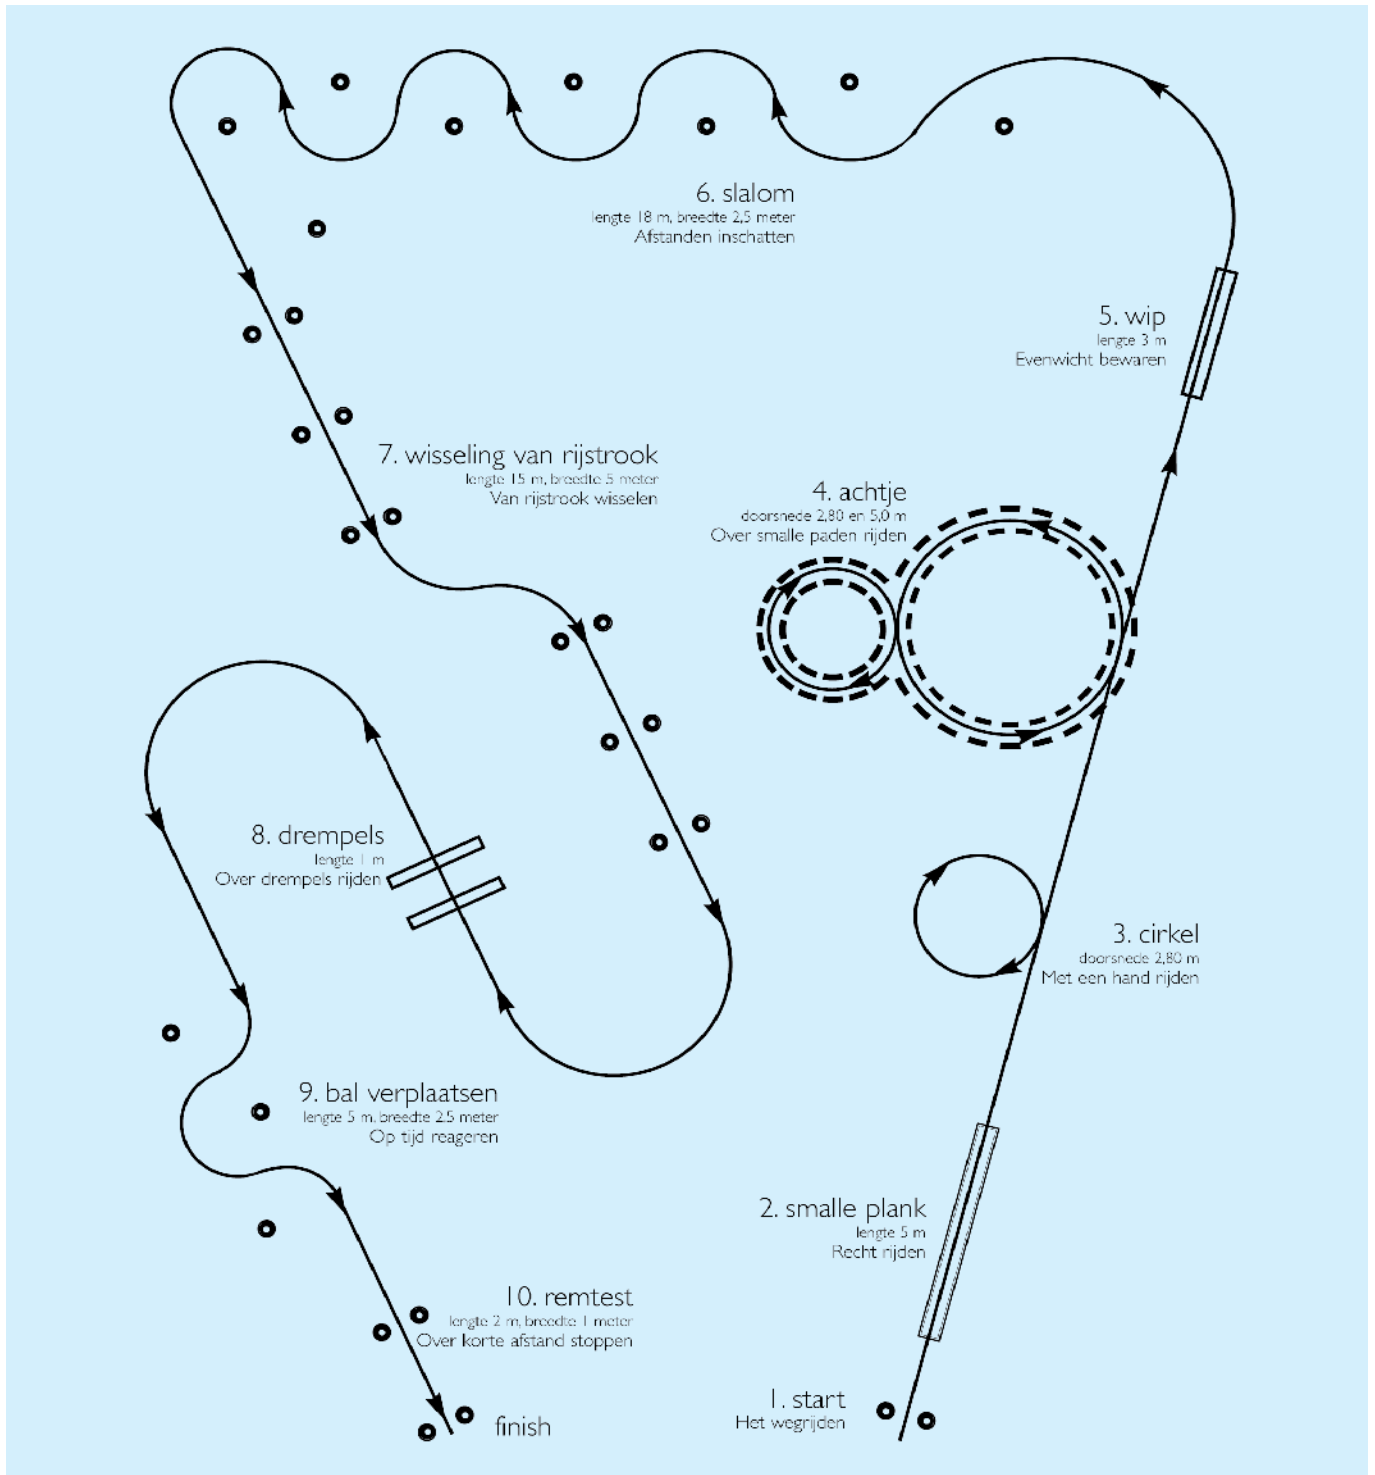 6. slalom
lengte 18 m, breedte 2,5 meter
Afstanden inschatten
5. wip
lengte 3 m
Evenwicht bewaren
7. wisseling van rijstrook
lengte 15 m, breedte 5 meter
Van rijstrook wisselen
4. achtje
doorsnede 2,80 en 5,0 m
Over smalle paden rijden
8. drempels
lengte 1 m
Over drempels rijden
3. cirkel
doorsnede 2,80 m
Met een hand rijden
9. bal verplaatsen
lengte 5 m, breedte 2,5 meter
Op tijd reageren
2. smalle plank
lengte 5 m
Recht rijden
10. remtest
lengte 2 m, breedte 1 meter
Over korte afstand stoppen
1. start
Het wegrijden
finish